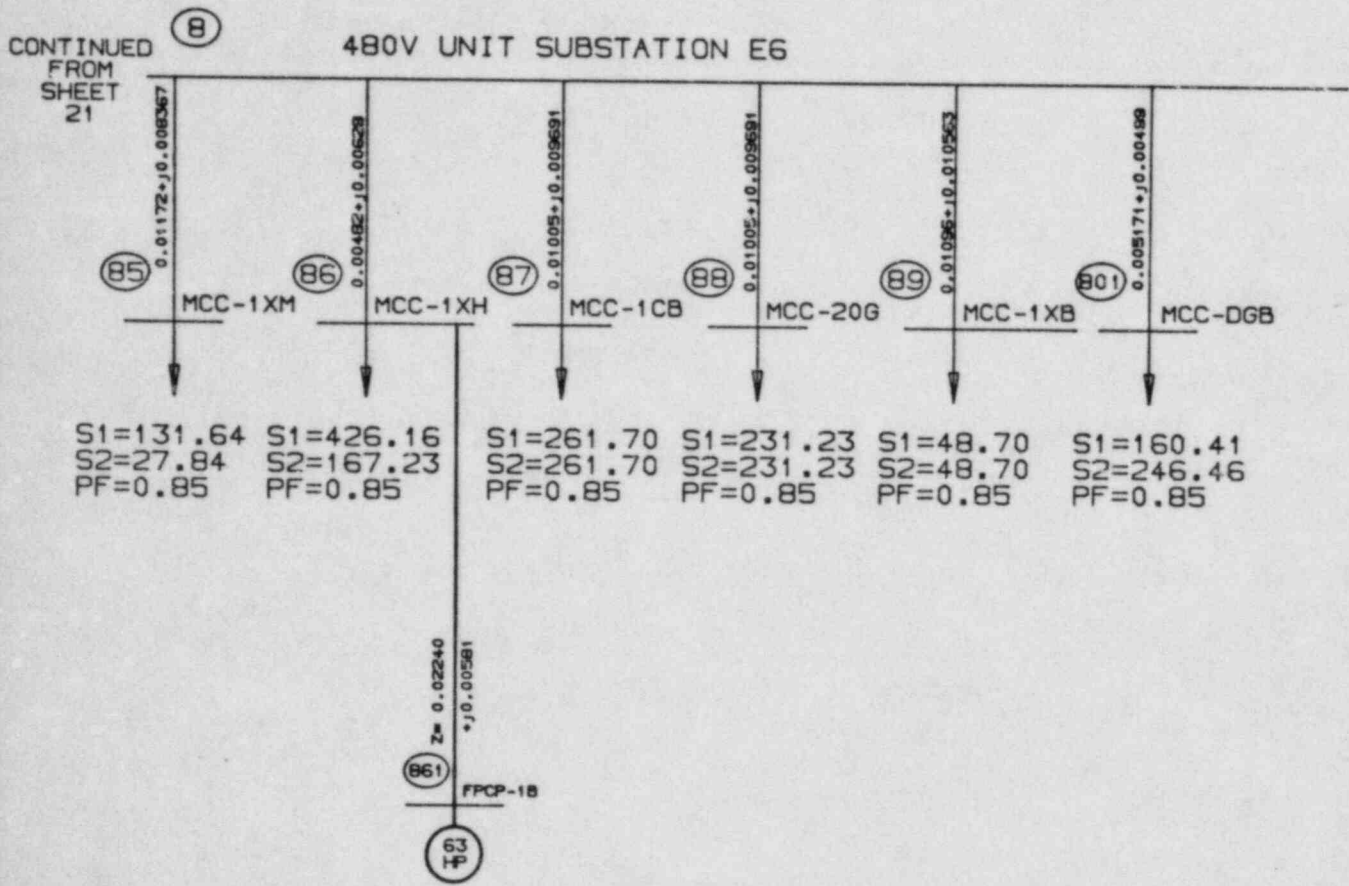 8
CONTINUED
FROM
SHEET
21
480V UNIT SUBSTATION E6
0.01172+j0.008367
0.00482+j0.00628
0.01005+j0.009691
0.01005+j0.009691
0.01096+j0.010563
0.005171+j0.00499
85
86
87
88
89
801
MCC-1XM
MCC-1XH
MCC-1CB
MCC-20G
MCC-1XB
MCC-DGB
S1=131.64
S2=27.84
PF=0.85
S1=426.16
S2=167.23
PF=0.85
S1=261.70
S2=261.70
PF=0.85
S1=231.23
S2=231.23
PF=0.85
S1=48.70
S2=48.70
PF=0.85
S1=160.41
S2=246.46
PF=0.85
Z= 0.02240
+j0.00581
861
FPCP-1B
63
HP